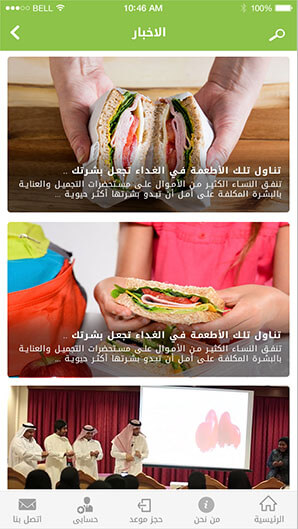 BELL 10:46 AM 100%
الاخبار
تناول تلك الأطعمة في الغداء تجعل بشرتك ..
تنفق النساء الكثير من الأموال على مستحضرات التجميل والعناية
بالبشرة المكلفة على أمل أن تبدو بشرتها أكثر حيوية ...
تناول تلك الأطعمة في الغداء تجعل بشرتك ..
تنفق النساء الكثير من الأموال على مستحضرات التجميل والعناية
بالبشرة المكلفة على أمل أن تبدو بشرتها أكثر حيوية ...
الرئيسية من نحن حجز موعد حسابى اتصل بنا